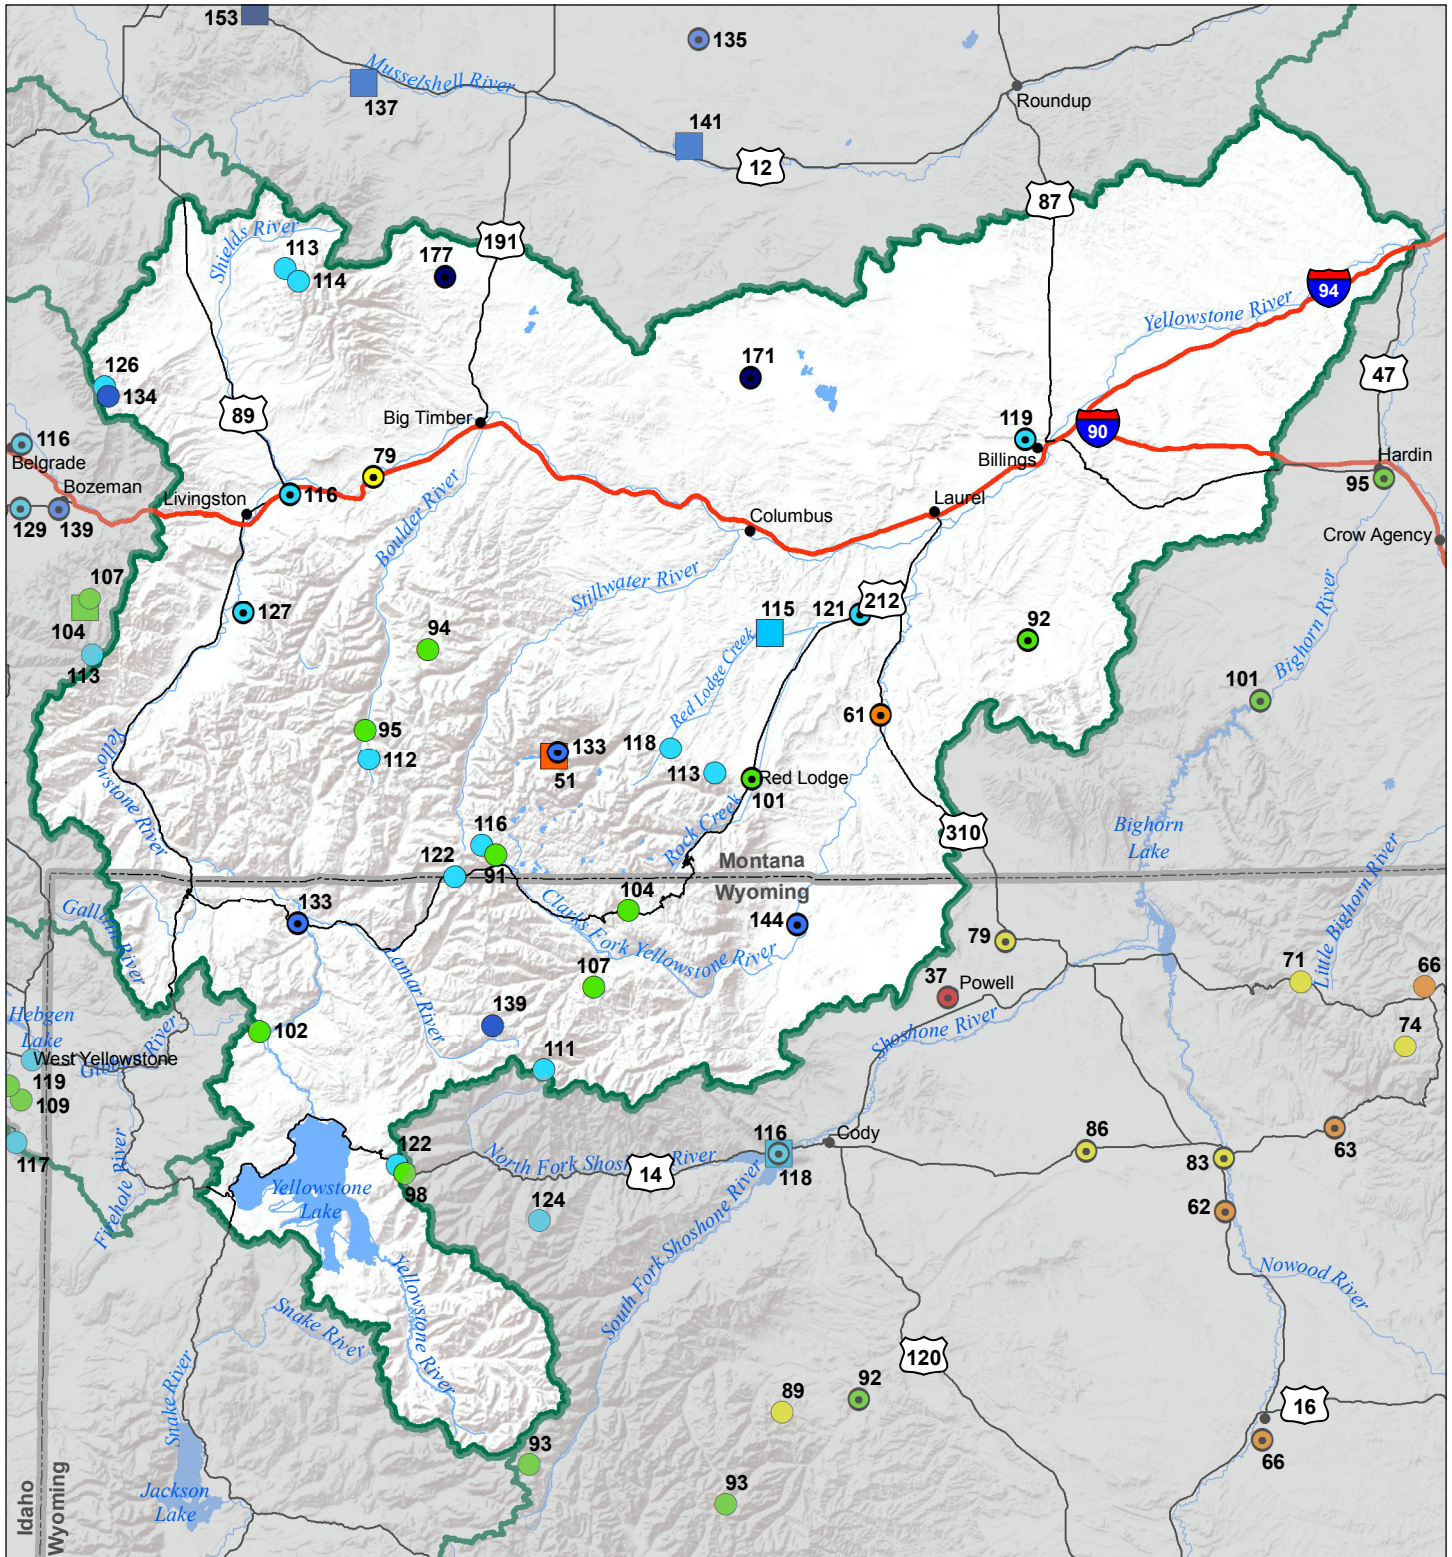 153
135
Musselshell River
137
Roundup
141
12
87
191
Shields River
113
114
177
94
Yellowstone River
171
126
134
47
89
Big Timber
119
90
Billings
116
Belgrade
79
Hardin
95
Bozeman
Livingston
116
129
139
Boulder River
Laurel
Columbus
Crow Agency
107
104
113
127
Stillwater River
94
115
121
212
92
Bighorn River
Red Lodge Creek
101
95
112
61
133
51
118
113
Red Lodge
101
Yellowstone River
Rock Creek
310
Bighorn
Lake
116
91
122
Montana
Wyoming
Little Bighorn River
104
Clarks Fork Yellowstone River
144
Gallatin River
133
Lamar River
79
107
37
Powell
71
66
Hebgen
Lake
139
102
Shoshone River
74
West Yellowstone
Gibbon River
119
109
111
117
Firehole River
122
98
North Fork Shoshone River
14
116
118
Cody
86
83
63
62
Yellowstone
Lake
124
South Fork Shoshone River
Nowood River
Yellowstone River
Snake River
Snake River
120
92
89
16
66
93
93
Jackson
Lake
Idaho
Wyoming